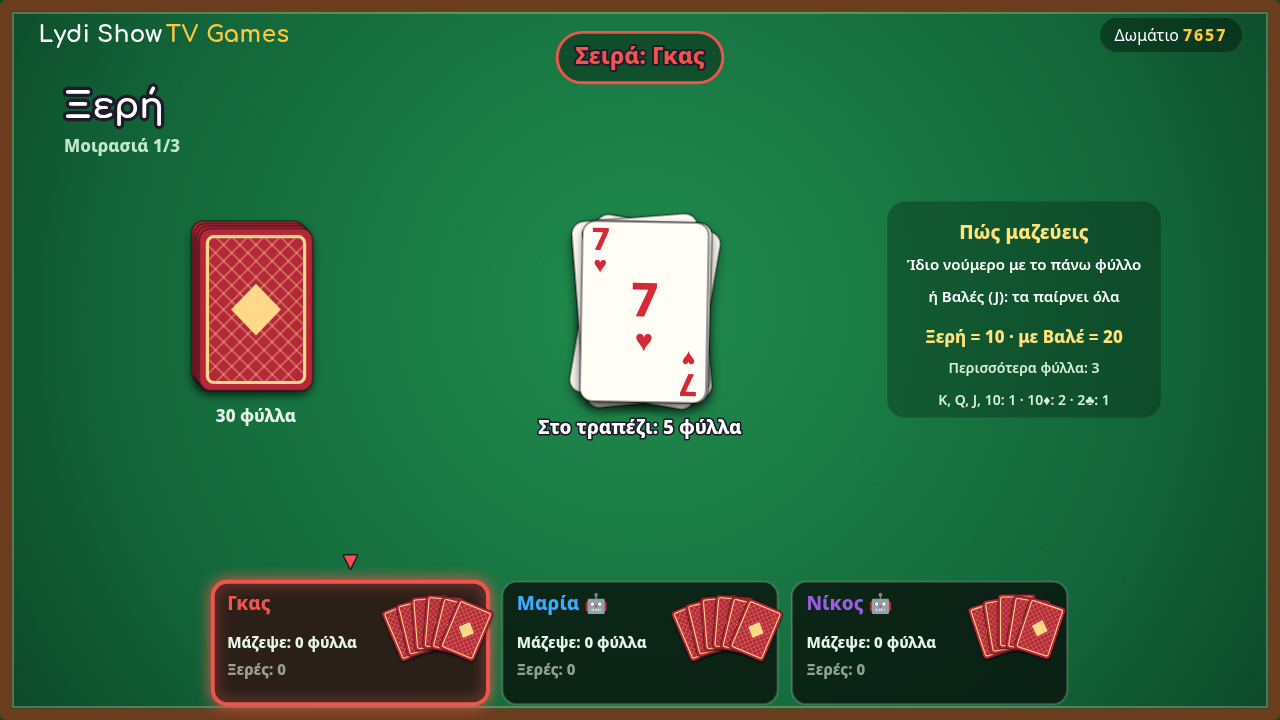 Lydi Show TV Games
Σειρά: Γκας
Δωμάτιο 7657
Ξερή
Μοιρασιά 1/3
30 φύλλα
7
♥
7
♥
♥
7
Στο τραπέζι: 5 φύλλα
Πώς μαζεύεις
Ίδιο νούμερο με το πάνω φύλλο
ή Βαλές (J): τα παίρνει όλα
Ξερή = 10 · με Βαλέ = 20
Περισσότερα φύλλα: 3
K, Q, J, 10: 1 · 10♦: 2 · 2♣: 1
Γκας
Μάζεψε: 0 φύλλα
Ξερές: 0
Μαρία 🤖
Μάζεψε: 0 φύλλα
Ξερές: 0
Νίκος 🤖
Μάζεψε: 0 φύλλα
Ξερές: 0